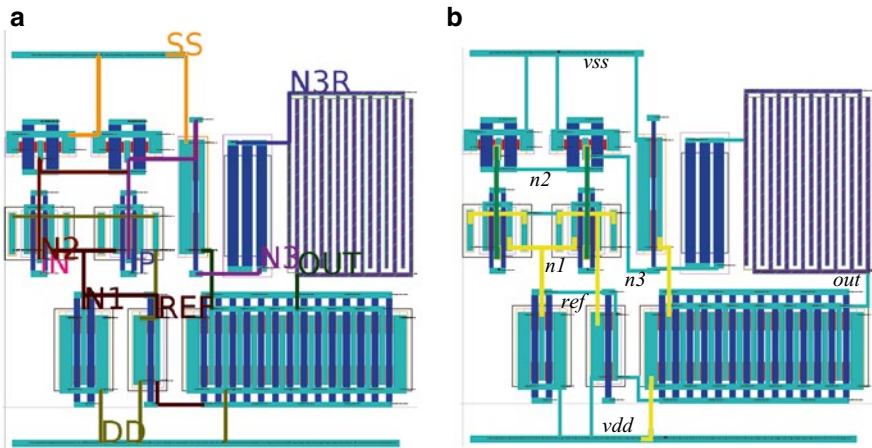 a
SS
N3R
N2
IN
IP
N3
OUT
N1
REF
DD
b
vss
n2
n1
n3
out
ref
vdd